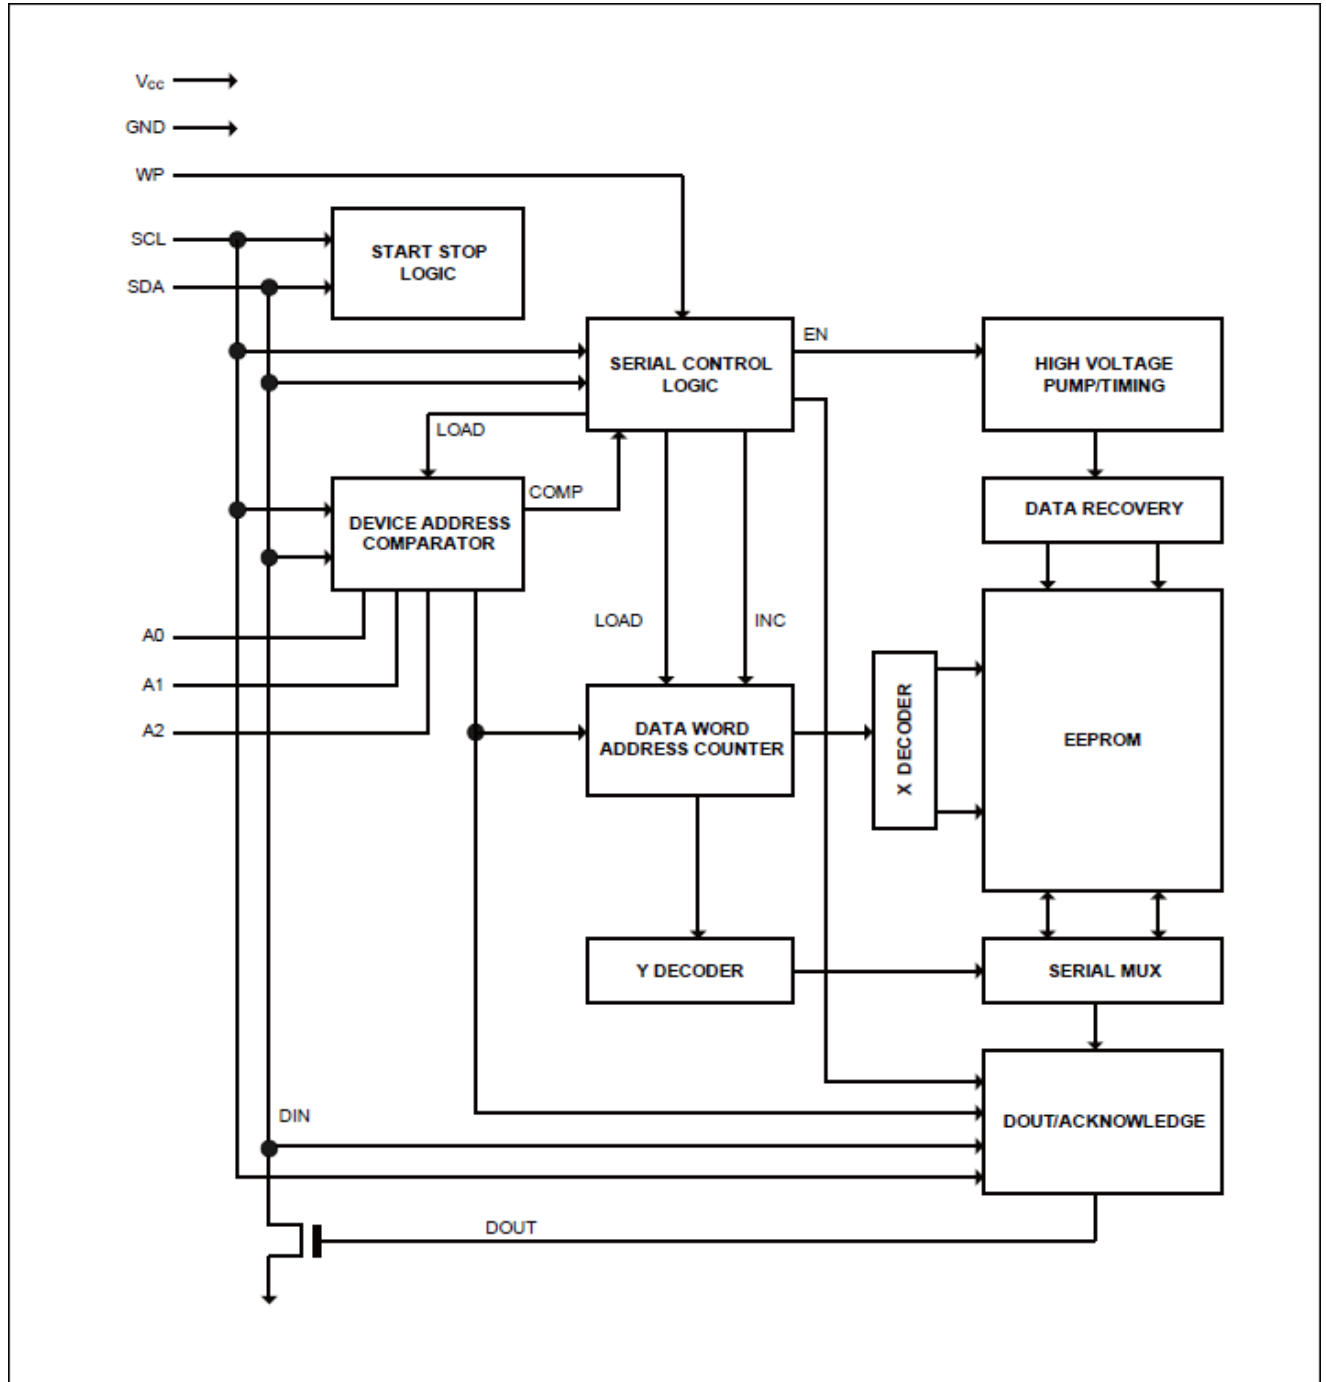 Vcc
GND
WP
SCL
SDA
START STOP
LOGIC
EN
SERIAL CONTROL
LOGIC
HIGH VOLTAGE
PUMP/TIMING
LOAD
COMP
DEVICE ADDRESS
COMPARATOR
DATA RECOVERY
A0
A1
A2
LOAD
INC
DATA WORD
ADDRESS COUNTER
X DECODER
EEPROM
Y DECODER
SERIAL MUX
DIN
DOUT/ACKNOWLEDGE
DOUT